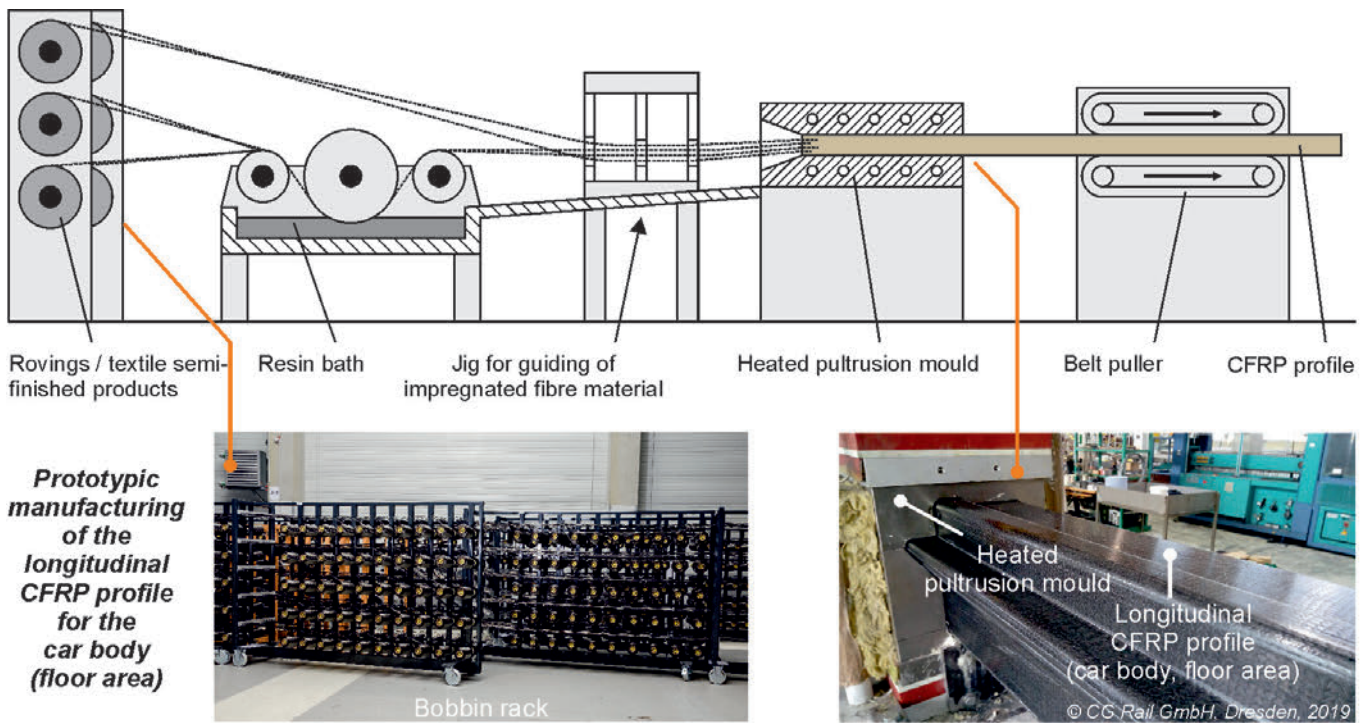 Rovings / textile semi-
finished products
Resin bath
Jig for guiding of
impregnated fibre material
Heated pultrusion mould
Belt puller
CFRP profile
Prototypic
manufacturing
of the
longitudinal
CFRP profile
for the
car body
(floor area)
Bobbin rack
Heated
pultrusion mould
Longitudinal
CFRP profile
(car body, floor area)
© CG Rail GmbH, Dresden, 2019